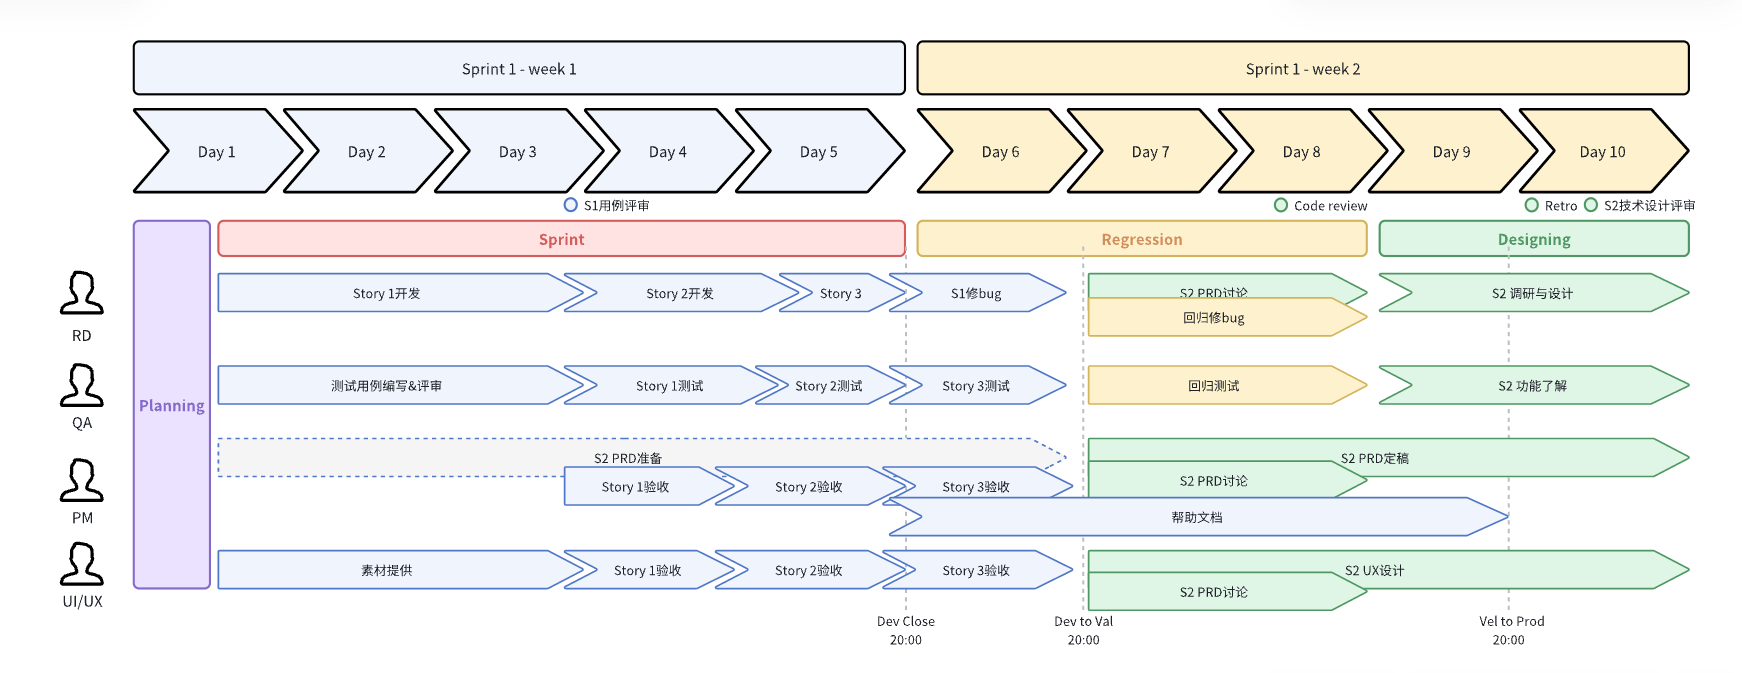 Sprint 1 - week 1
Sprint 1 - week 2
Day 1
Day 2
Day 3
Day 4
Day 5
Day 6
Day 7
Day 8
Day 9
Day 10
S1用例评审
Code review
Retro
S2技术设计评审
Planning
Sprint
Regression
Designing
RD
Story 1开发
Story 2开发
Story 3
S1修bug
S2 PRD讨论
回归修bug
S2 调研与设计
QA
测试用例编写&评审
Story 1测试
Story 2测试
Story 3测试
回归测试
S2 功能了解
PM
S2 PRD准备
S2 PRD定稿
Story 1验收
Story 2验收
Story 3验收
S2 PRD讨论
帮助文档
UI/UX
素材提供
Story 1验收
Story 2验收
Story 3验收
S2 UX设计
S2 PRD讨论
Dev Close
20:00
Dev to Val
20:00
Vel to Prod
20:00